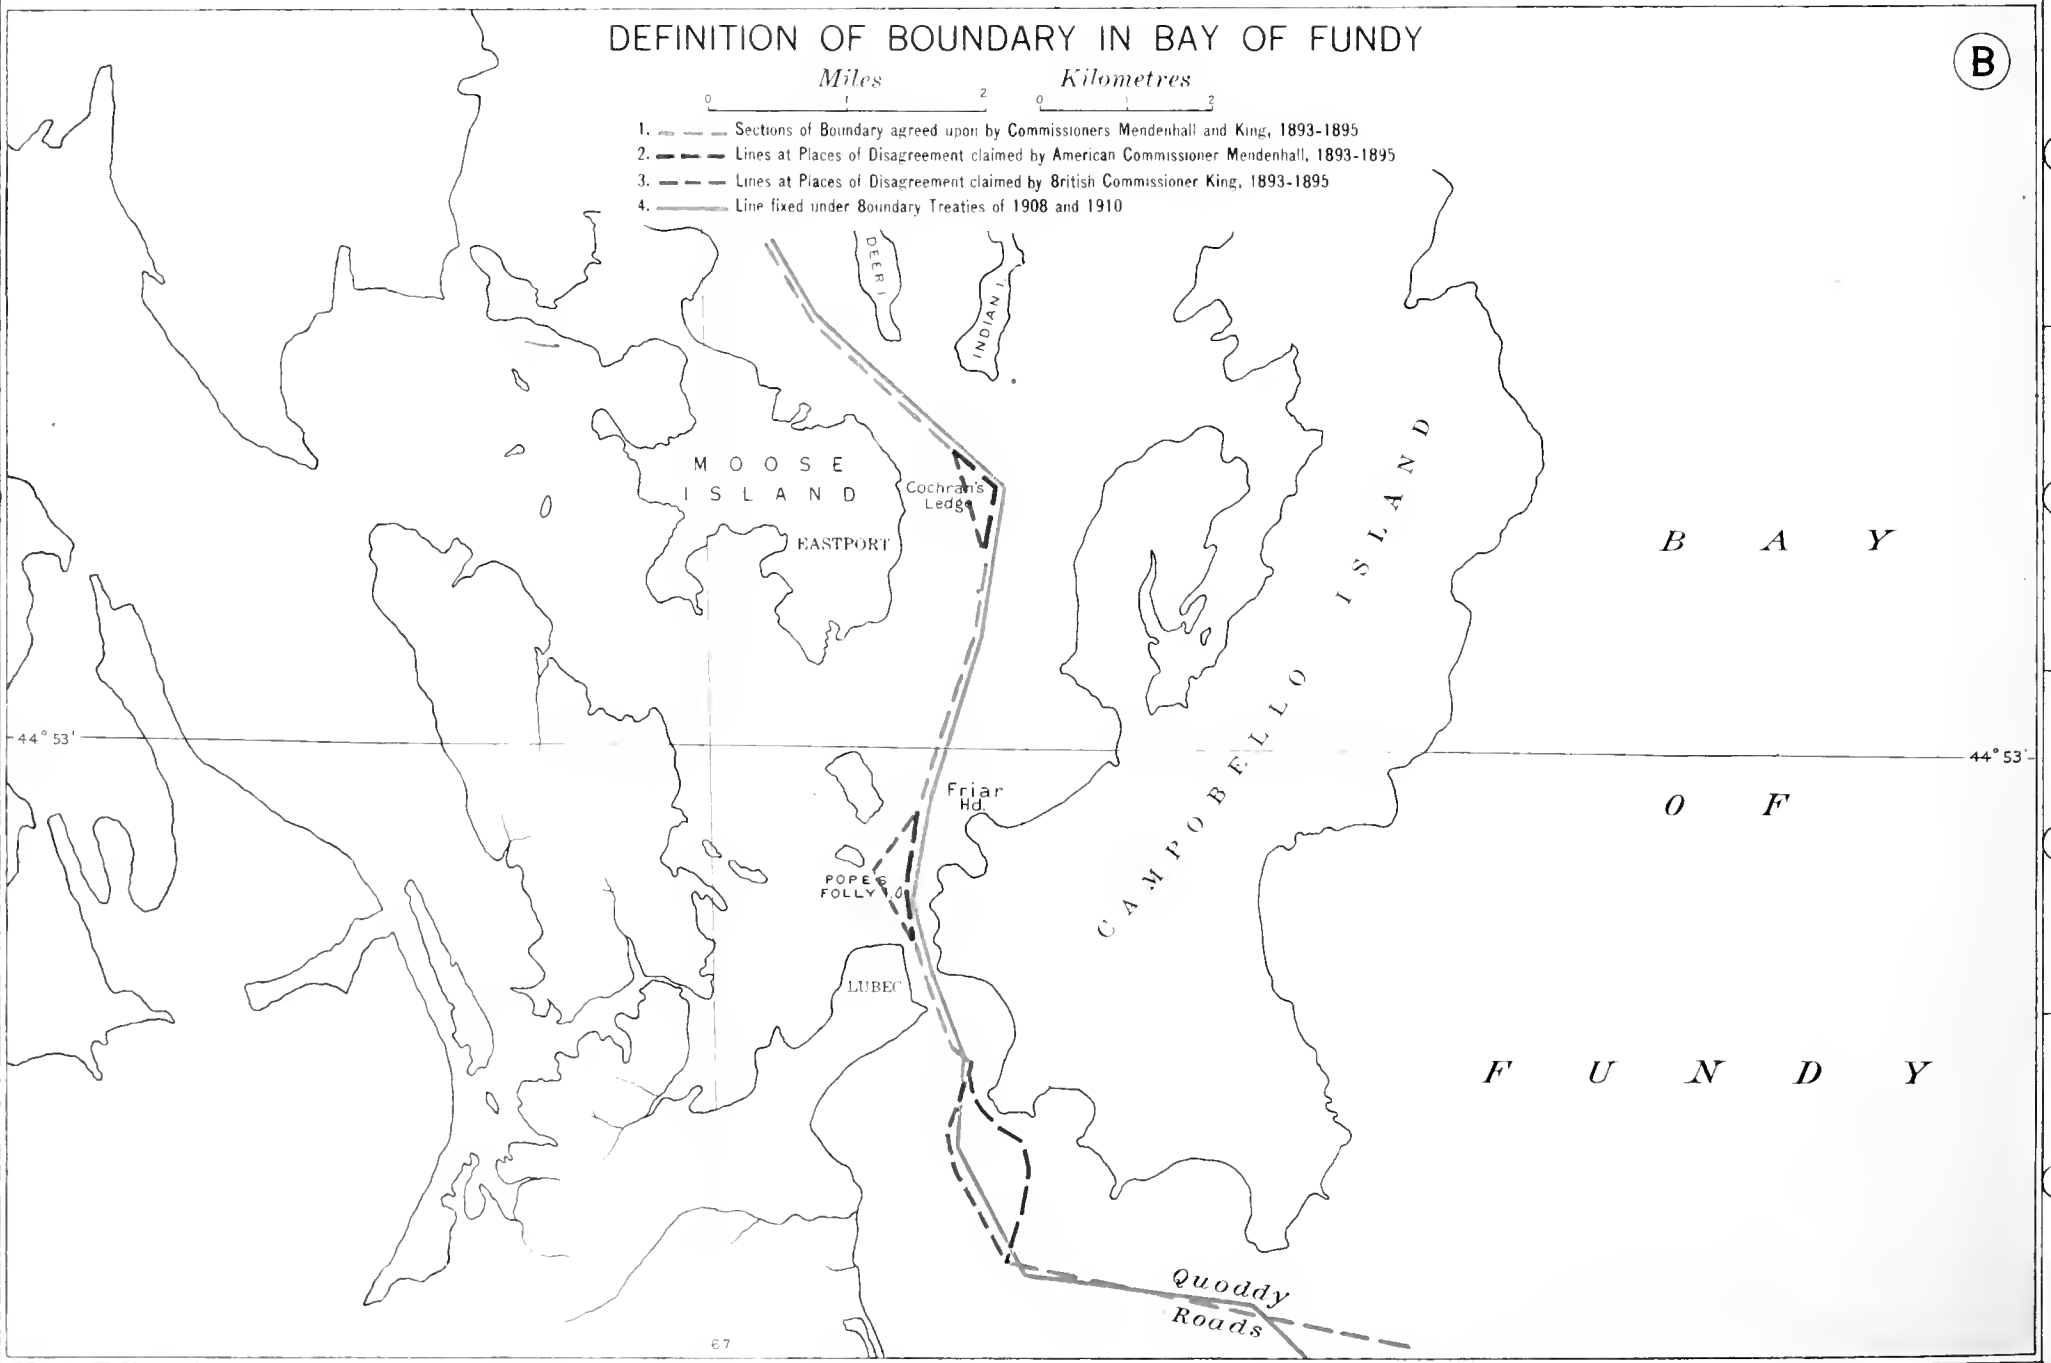 DEFINITION OF BOUNDARY IN BAY OF FUNDY
B
Miles
Kilometres
0 1 2
0 1 2
1. Sections of Boundary agreed upon by Commissioners Mendenhall and King, 1893-1895
2. Lines at Places of Disagreement claimed by American Commissioner Mendenhall, 1893-1895
3. Lines at Places of Disagreement claimed by British Commissioner King, 1893-1895
4. Line fixed under Boundary Treaties of 1908 and 1910
DEER I
INDIAN I.
MOOSE
ISLAND
Cochran's
Ledge
EASTPORT
CAMPOBELLO ISLAND
BAY
OF
FUNDY
44° 53'
44° 53'
Friar
Hd.
POPES
FOLLY
LUBEC
Quoddy
Roads
67